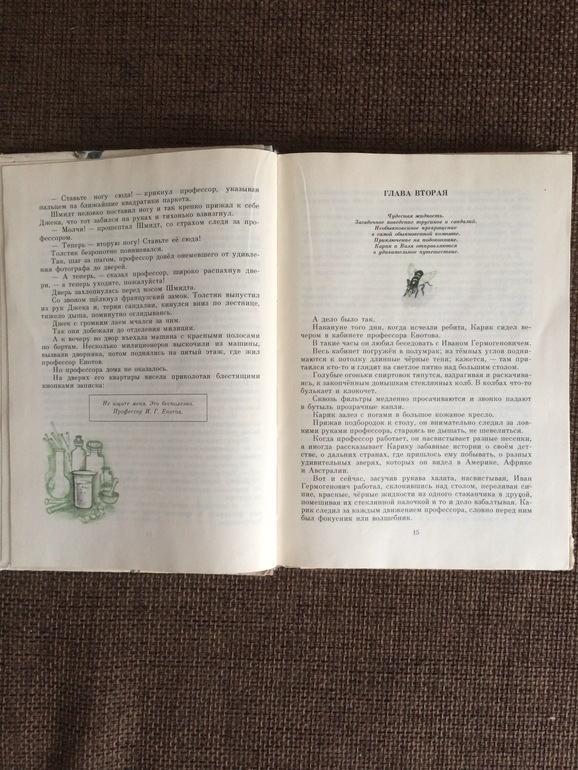 — Ставьте ногу сюда! — крикнул профессор, указывая
пальцем на ближайшие квадратики паркета.
Шмидт неловко поставил ногу и так крепко прижал к себе
Джека, что тот забился на руках и тихонько взвизгнул.
— Молчи! — прошептал Шмидт, со страхом следя за про-
фессором.
— Теперь — вторую ногу! Ставьте её сюда!
Толстяк безропотно повиновался.
Так, шаг за шагом, профессор довёл онемевшего от удивле-
ния фотографа до дверей.
— А теперь, — сказал профессор, широко распахнув две-
ри, — а теперь уходите, пожалуйста!
Дверь захлопнулась перед носом Шмидта.
Со звоном щёлкнул французский замок. Толстяк выпустил
из рук Джека и, теряя сандалии, кинулся вниз по лестнице,
тяжело дыша, поминутно оглядываясь.
Джек с громким лаем мчался за ним.
Так они добежали до отделения милиции.
А к вечеру во двор въехала машина с красными полосами
по бортам. Несколько милиционеров выскочили из машины,
вызвали дворника, потом поднялись на пятый этаж, где жил
профессор Енотов.
Но профессора дома не оказалось.
На дверях его квартиры висела приколотая блестящими
кнопками записка:
Не ищите меня. Это бесполезно.
Профессор И. Г. Енотов.
ГЛАВА ВТОРАЯ
Чудесная жидкость.
Загадочное поведение трусиков и сандалий.
Необыкновенное превращение
в самой обыкновенной комнате.
Приключение на подоконнике.
Карик и Валя отправляются
в удивительное путешествие.
А дело было так.
Накануне того дня, когда исчезли ребята, Карик сидел ве-
чером в кабинете профессора Енотова.
В такие часы он любил беседовать с Иваном Гермогеновичем.
Весь кабинет погружён в полумрак; из тёмных углов подни-
маются к потолку длинные чёрные тени; кажется, — там при-
таился кто-то и глядит на светлое пятно над большим столом.
Голубые огоньки спиртовок тянутся, вздрагивая и раскачива-
ясь, к закопчённым донышкам стеклянных колб. В колбах что-то
булькает и клокочет.
Сквозь фильтры медленно просачиваются и звонко падают
в бутыль прозрачные капли.
Карик залез с ногами в большое кожаное кресло.
Прижав подбородок к столу, он внимательно следил за лов-
кими руками профессора, стараясь не дышать, не шевелиться.
Когда профессор работает, он насвистывает разные песенки,
а иногда рассказывает Карику забавные истории о своём дет-
стве, о дальних странах, где пришлось ему побывать, о разных
удивительных зверях, которых он видел в Америке, Африке
и Австралии.
Вот и сейчас, засучив рукава халата, насвистывая, Иван
Гермогенович работал, склонившись над столом, переливая си-
ние, красные, чёрные жидкости из одного стаканчика в другой,
помешивая их стеклянной палочкой и то и дело взбалтывая. Ка-
рик следил за каждым движением профессора, словно перед ним
был фокусник или волшебник.
15